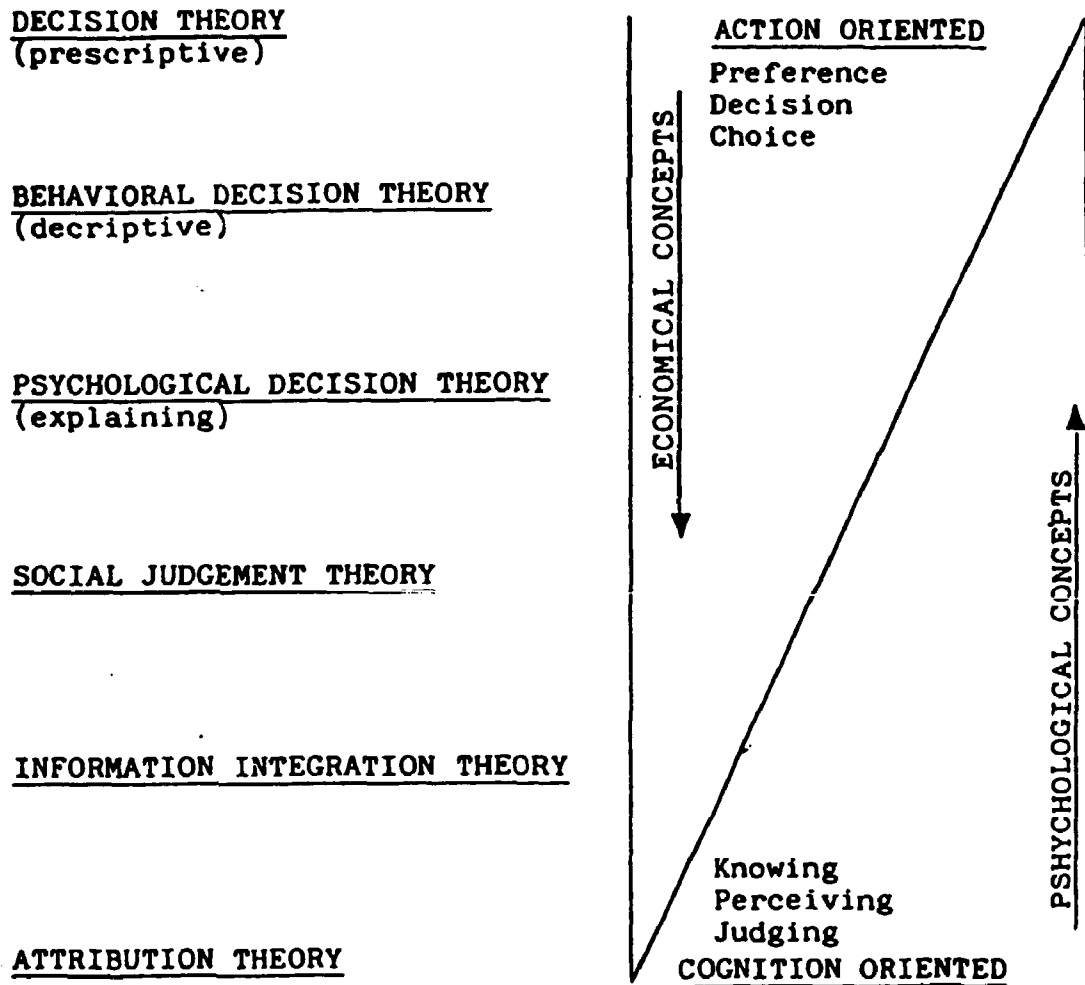 DECISION THEORY
(prescriptive)
BEHAVIORAL DECISION THEORY
(decriptive)
PSYCHOLOGICAL DECISION THEORY
(explaining)
SOCIAL JUDGEMENT THEORY
INFORMATION INTEGRATION THEORY
ATTRIBUTION THEORY
ECONOMICAL CONCEPTS
ACTION ORIENTED
Preference
Decision
Choice
Knowing
Perceiving
Judging
COGNITION ORIENTED
PSHYCHOLOGICAL CONCEPTS